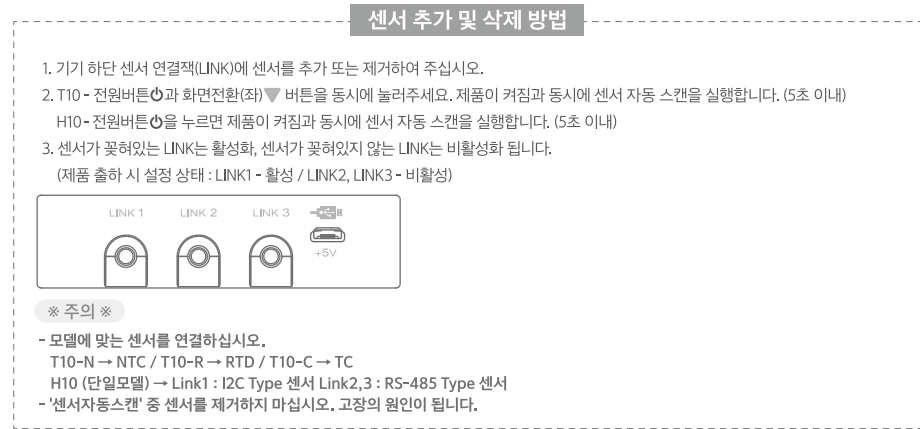 센서 추가 및 삭제 방법
1. 기기 하단 센서 연결잭(LINK)에 센서를 추가 또는 제거하여 주십시오.
2. T10 - 전원버튼⏻과 화면전환(좌)▼ 버튼을 동시에 눌러주세요. 제품이 켜짐과 동시에 센서 자동 스캔을 실행합니다. (5초 이내)
H10 - 전원버튼⏻을 누르면 제품이 켜짐과 동시에 센서 자동 스캔을 실행합니다. (5초 이내)
3. 센서가 꽂혀있는 LINK는 활성화, 센서가 꽂혀있지 않는 LINK는 비활성화 됩니다.
(제품 출하 시 설정 상태 : LINK1 - 활성 / LINK2, LINK3 - 비활성)
LINK 1 LINK 2 LINK 3
+5V
※ 주의 ※
- 모델에 맞는 센서를 연결하십시오.
T10-N → NTC / T10-R → RTD / T10-C → TC
H10 (단일모델) → Link1 : I2C Type 센서 Link2,3 : RS-485 Type 센서
- '센서자동스캔' 중 센서를 제거하지 마십시오. 고장의 원인이 됩니다.